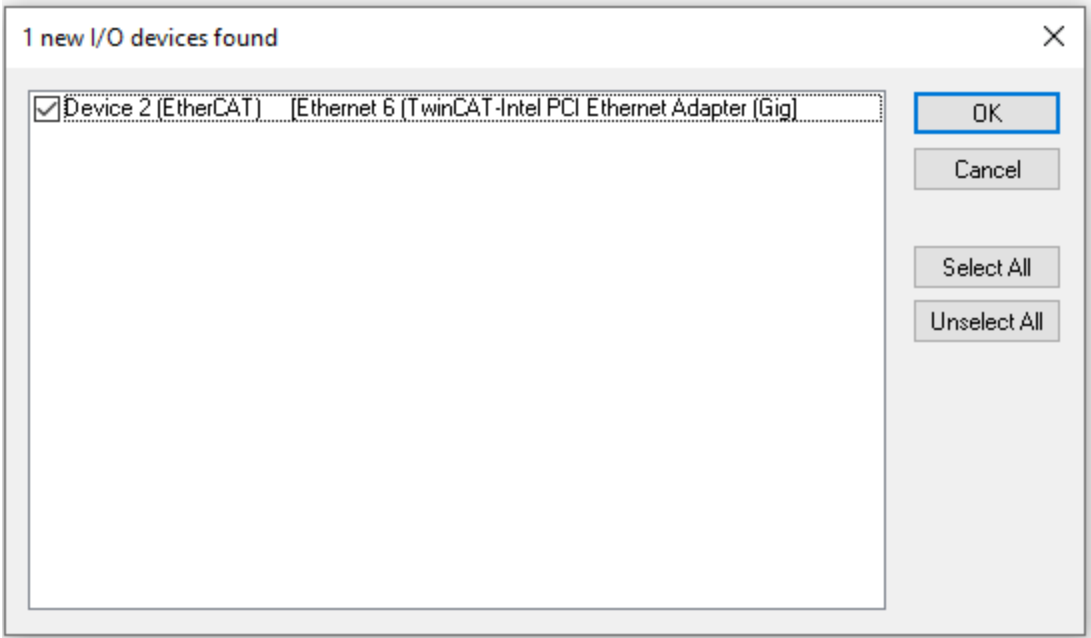 1 new I/O devices found
Device 2 (EtherCAT) [Ethernet 6 (TwinCAT-Intel PCI Ethernet Adapter (Gig]
OK
Cancel
Select All
Unselect All